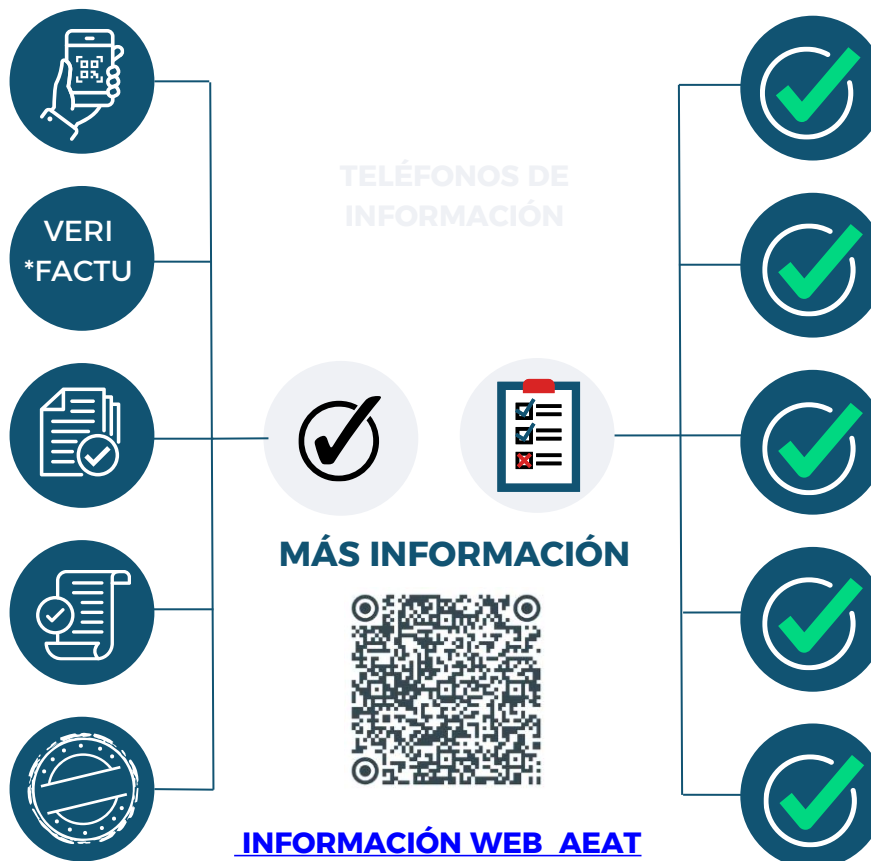 TELÉFONOS DE
INFORMACIÓN
VERI
*FACTU
MÁS INFORMACIÓN
INFORMACIÓN WEB AEAT